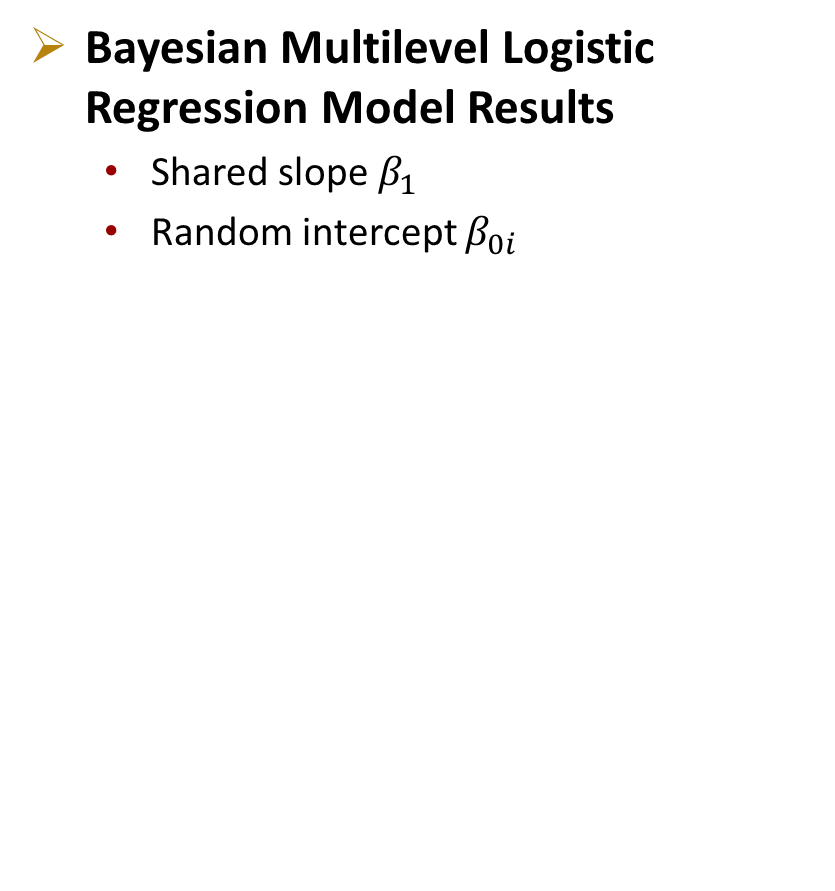 ➢ Bayesian Multilevel Logistic
Regression Model Results
• Shared slope β₁
• Random intercept β₀ᵢ